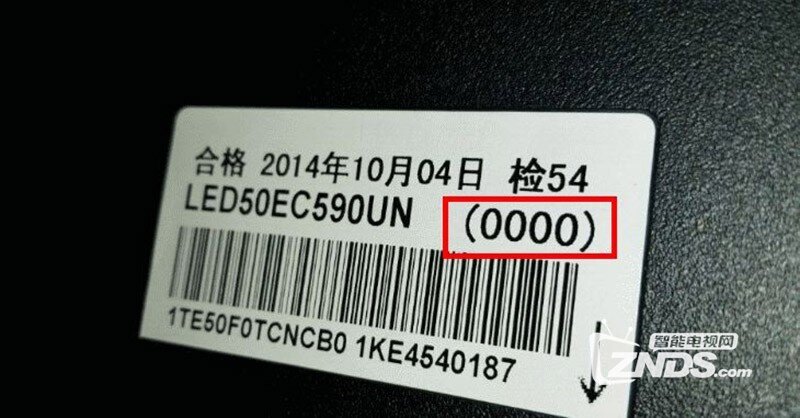 合格 2014年10月04日 检54
LED50EC590UN (0000)
1TE50F0TCNCB0 1KE4540187
智能电视网
ZNDS.com